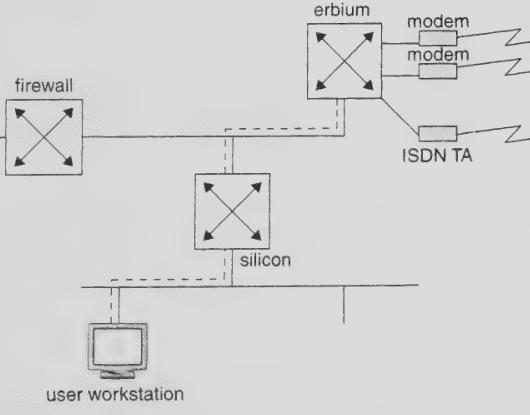 erbium
modem
modem
firewall
ISDN TA
silicon
user workstation